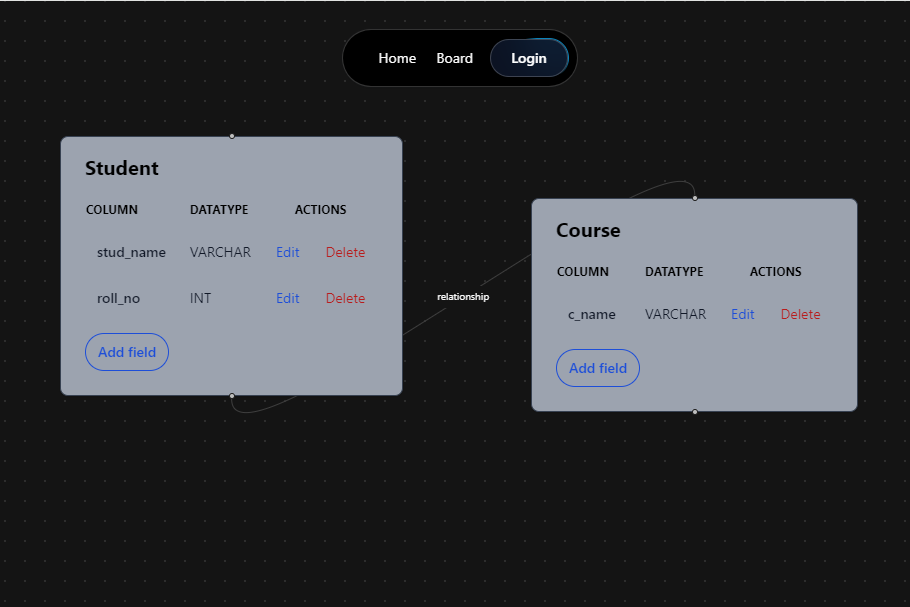 Home Board Login
Student
COLUMN DATATYPE ACTIONS
stud_name VARCHAR Edit Delete
roll_no INT Edit Delete
Add field
relationship
Course
COLUMN DATATYPE ACTIONS
c_name VARCHAR Edit Delete
Add field